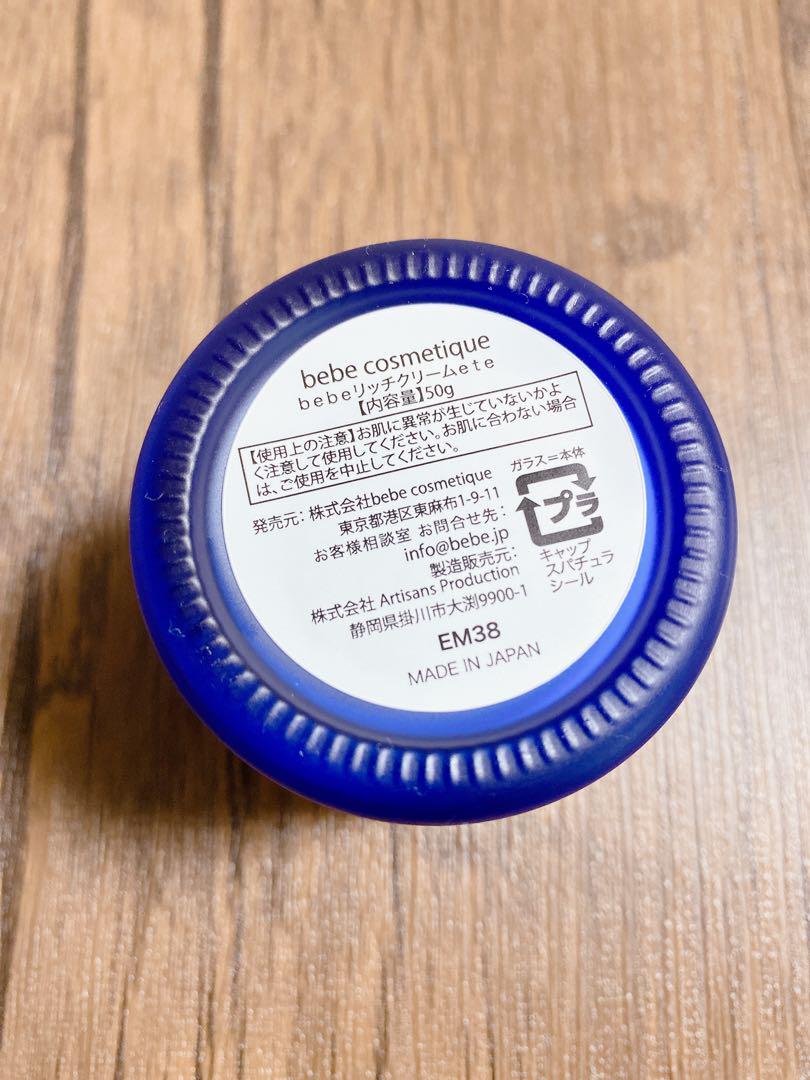 bebe cosmetique
bebeリッチクリームete
【内容量】50g
【使用上の注意】お肌に異常が生じていないかよ
く注意して使用してください。お肌に合わない場合
は、ご使用を中止してください。
発売元：株式会社bebe cosmetique
東京都港区東麻布1-9-11
お客様相談室 お問合せ先：
info@bebe.jp
製造販売元：
株式会社 Artisans Production
静岡県掛川市大渕9900-1
ガラス＝本体
プラ
キャップ
スパチュラ
シール
EM38
MADE IN JAPAN